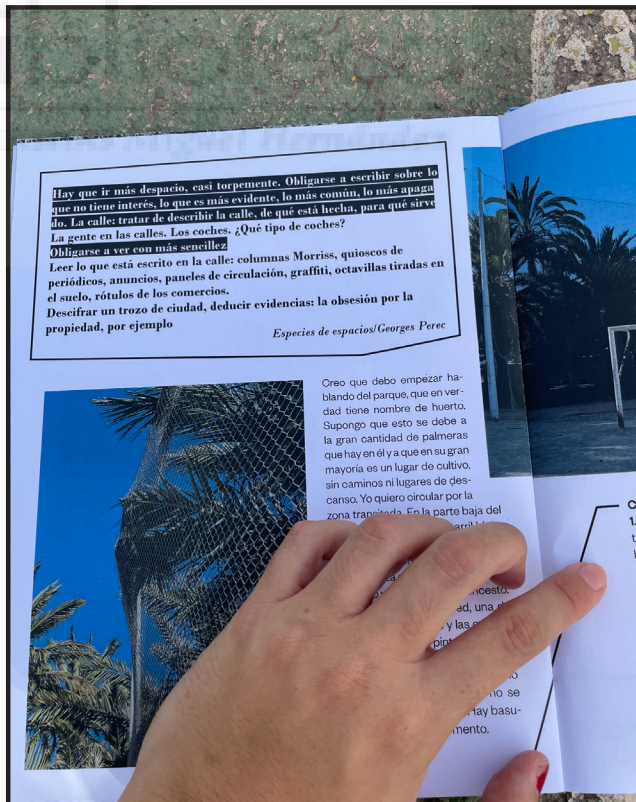 Hay que ir más despacio, casi torpemente. Obligarse a escribir sobre lo
que no tiene interés, lo que es más evidente, lo más común, lo más apaga
do. La calle: tratar de describir la calle, de qué está hecha, para qué sirve
La gente en las calles. Los coches. ¿Qué tipo de coches?
Obligarse a ver con más sencillez
Leer lo que está escrito en la calle: columnas Morriss, quioscos de
periódicos, anuncios, paneles de circulación, graffiti, octavillas tiradas en
el suelo, rótulos de los comercios.
Descifrar un trozo de ciudad, deducir evidencias: la obsesión por la
propiedad, por ejemplo
Especies de espacios/Georges Perec
Creo que debo empezar ha-
blando del parque, que en ver-
dad tiene nombre de huerto.
Supongo que esto se debe a
la gran cantidad de palmeras
que hay en él y a que en su gran
mayoría es un lugar de cultivo,
sin caminos ni lugares de des-
canso. Yo quiero circular por la
zona transitada. En la parte baja del
una
y las
no se
Hay basu-